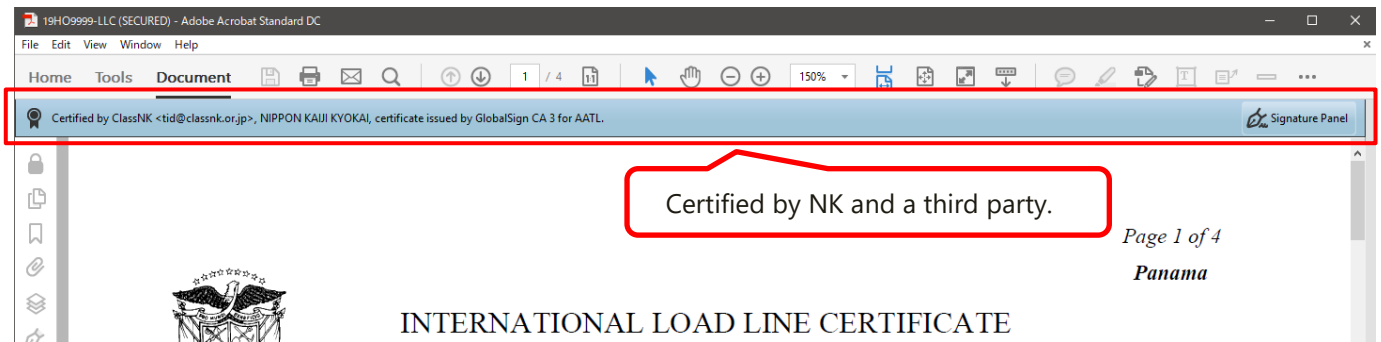 19HO9999-LLC (SECURED) - Adobe Acrobat Standard DC
File Edit View Window Help
Home Tools Document 1 / 4 150%
Certified by ClassNK <tid@classnk.or.jp>, NIPPON KAIJI KYOKAI, certificate issued by GlobalSign CA 3 for AATL. Signature Panel
Certified by NK and a third party.
Page 1 of 4
Panama
INTERNATIONAL LOAD LINE CERTIFICATE